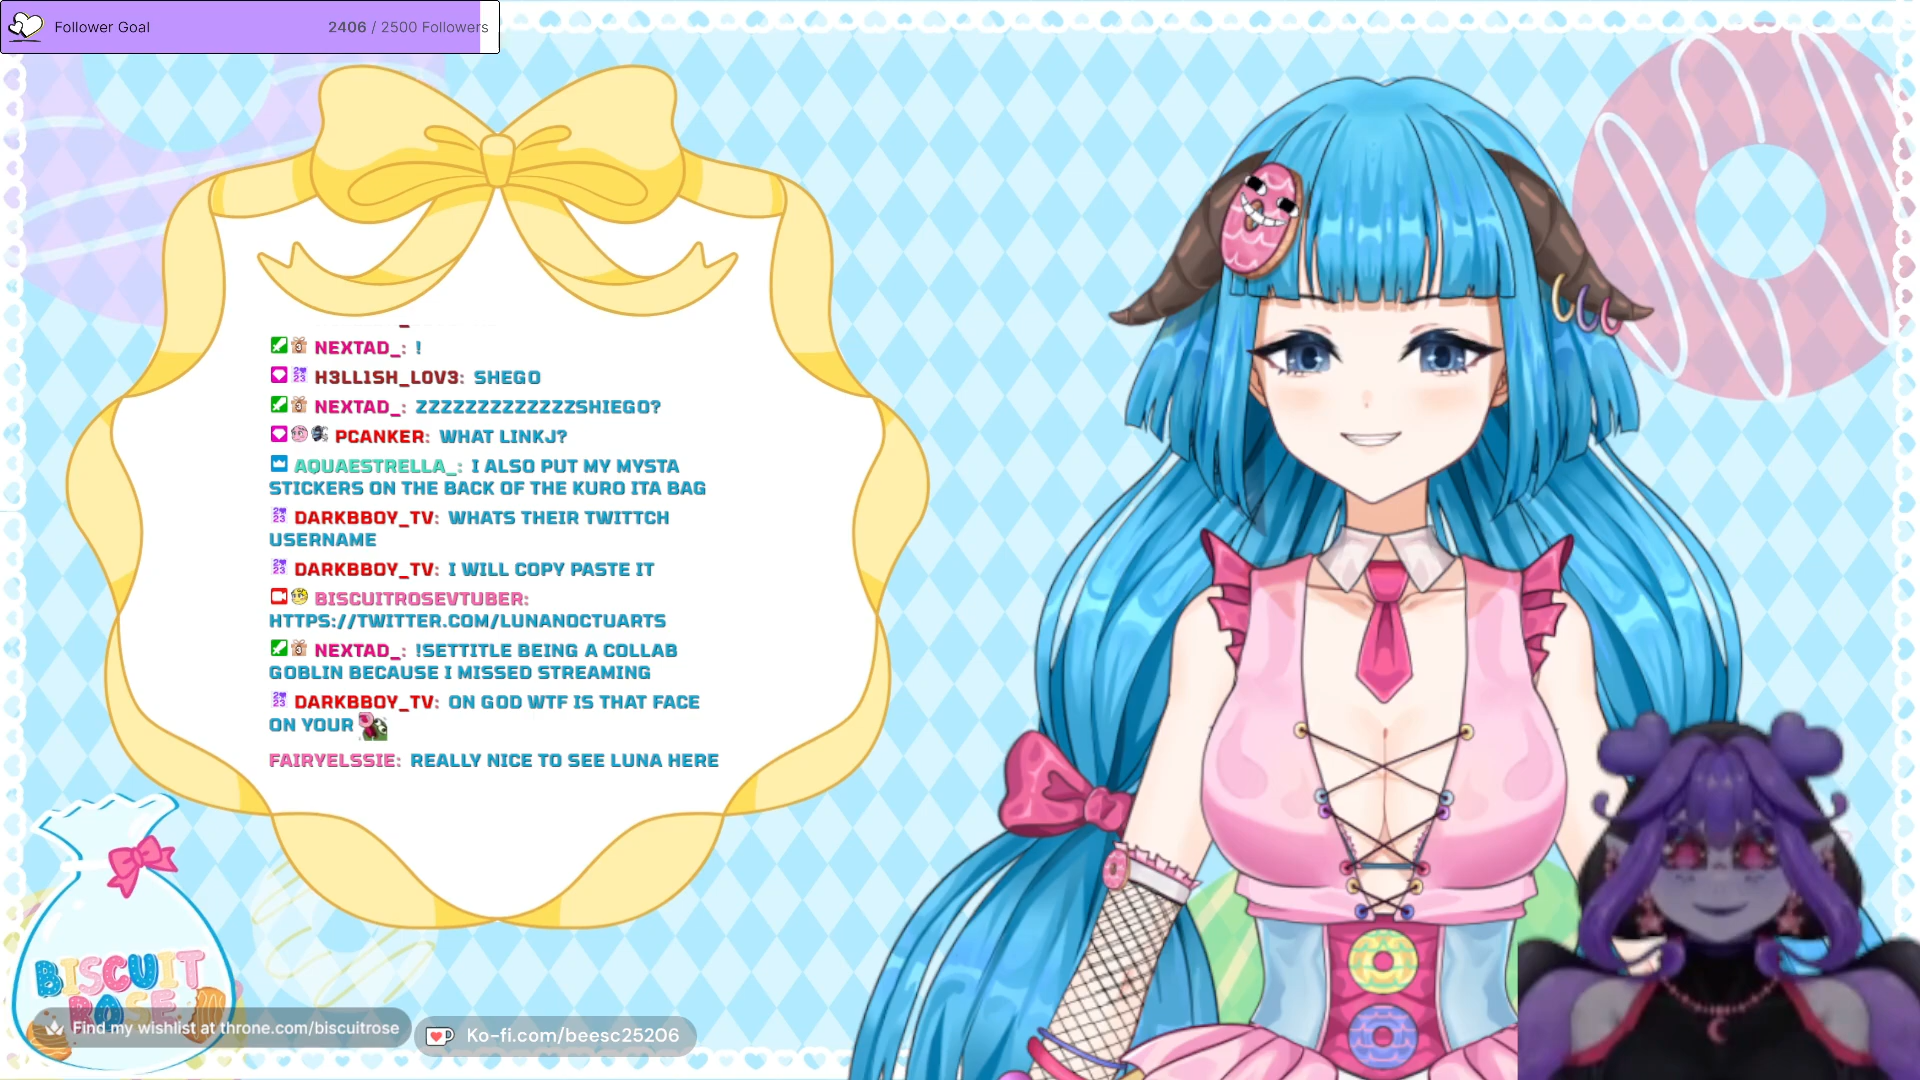 Follower Goal 2406 / 2500 Followers
NEXTAD_: !
H3LL1SH_L0V3: SHEGO
NEXTAD_: ZZZZZZZZZZZZZSHIEGO?
PCANKER: WHAT LINKJ?
AQUAESTRELLA_: I ALSO PUT MY MYSTA
STICKERS ON THE BACK OF THE KURO ITA BAG
DARKBBOY_TV: WHATS THEIR TWITTCH
USERNAME
DARKBBOY_TV: I WILL COPY PASTE IT
BISCUITROSEVTUBER:
HTTPS://TWITTER.COM/LUNANOCTUARTS
NEXTAD_: !SETTITLE BEING A COLLAB
GOBLIN BECAUSE I MISSED STREAMING
DARKBBOY_TV: ON GOD WTF IS THAT FACE
ON YOUR
FAIRYELSSIE: REALLY NICE TO SEE LUNA HERE
BISCUIT
ROSE
Find my wishlist at throne.com/biscuitrose
Ko-fi.com/beesc25206